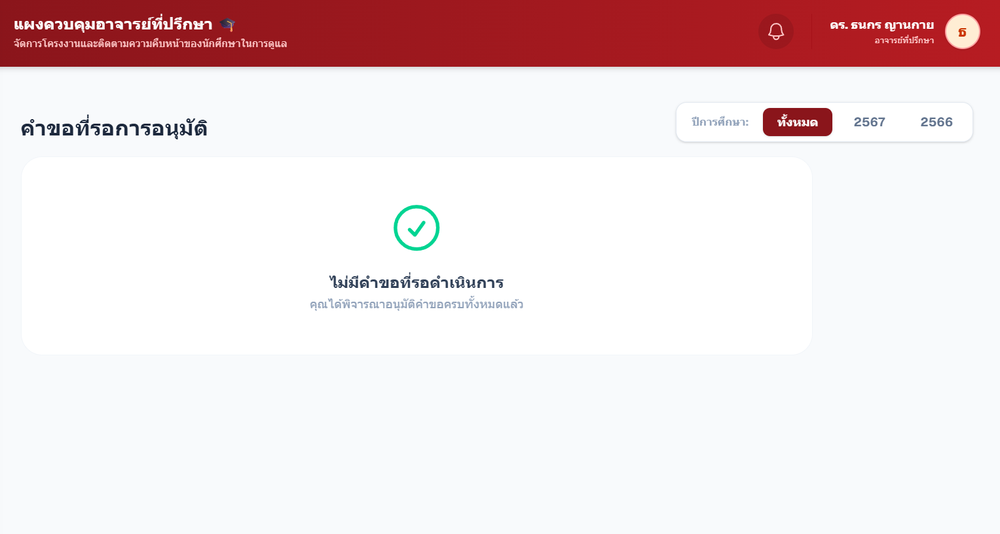 แผงควบคุมอาจารย์ที่ปรึกษา 🎓
จัดการโครงงานและติดตามความคืบหน้าของนักศึกษาในการดูแล
ดร. ธนกร ญานกาย
อาจารย์ที่ปรึกษา
ธ
คำขอที่รอการอนุมัติ
ปีการศึกษา: ทั้งหมด 2567 2566
ไม่มีคำขอที่รอดำเนินการ
คุณได้พิจารณาอนุมัติคำขอครบทั้งหมดแล้ว